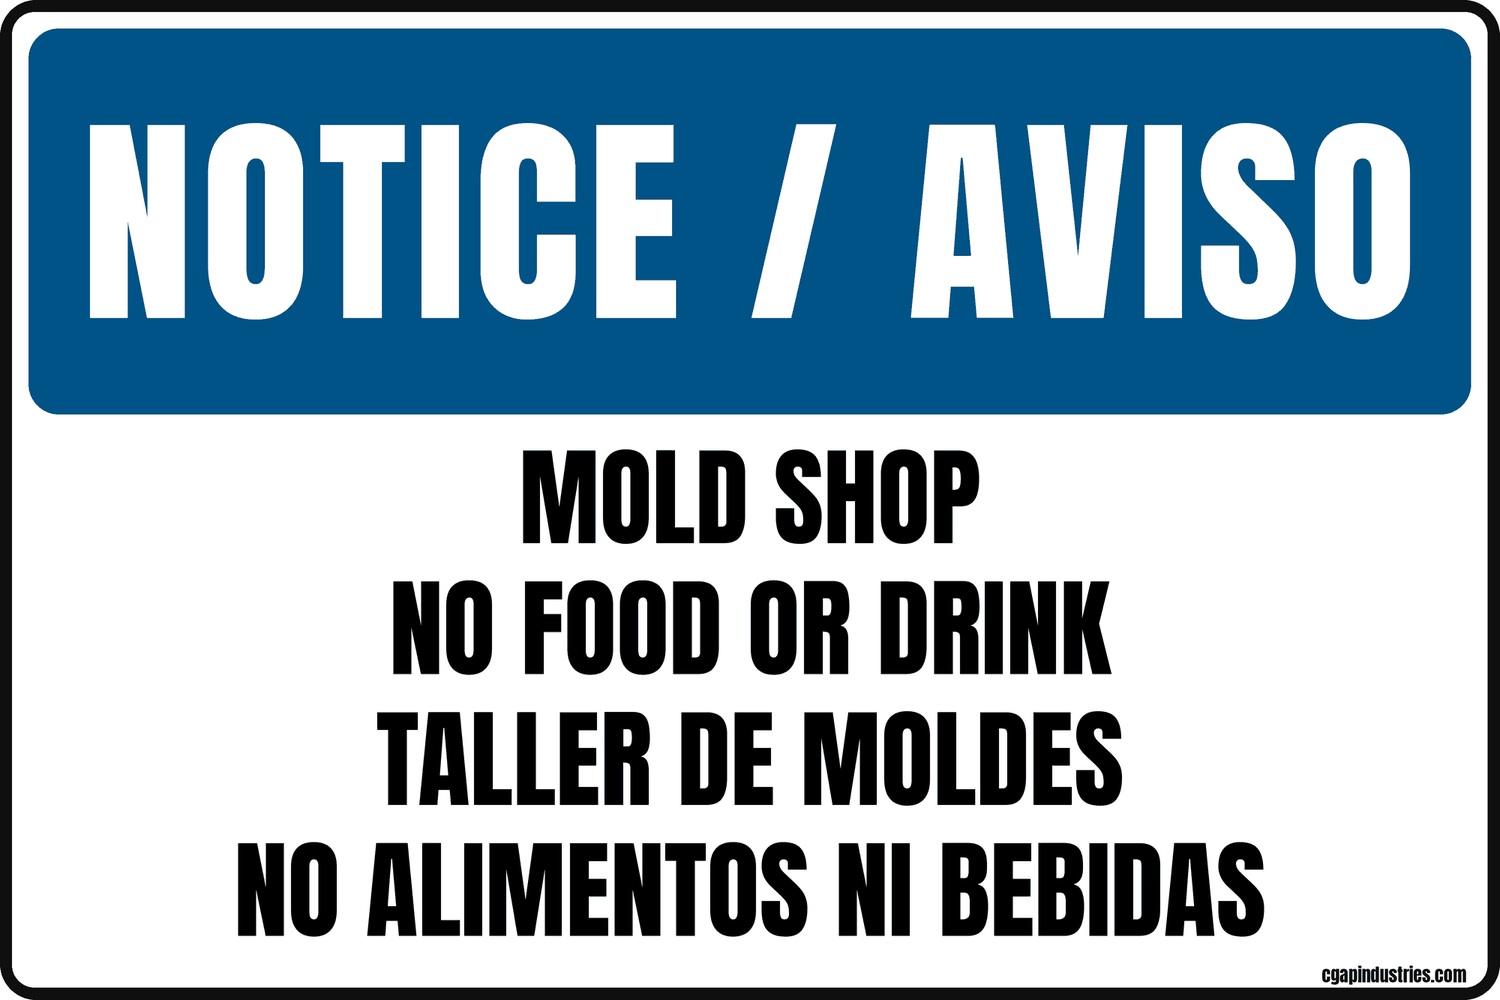 NOTICE / AVISO
MOLD SHOP
NO FOOD OR DRINK
TALLER DE MOLDES
NO ALIMENTOS NI BEBIDAS
cgapindustries.com